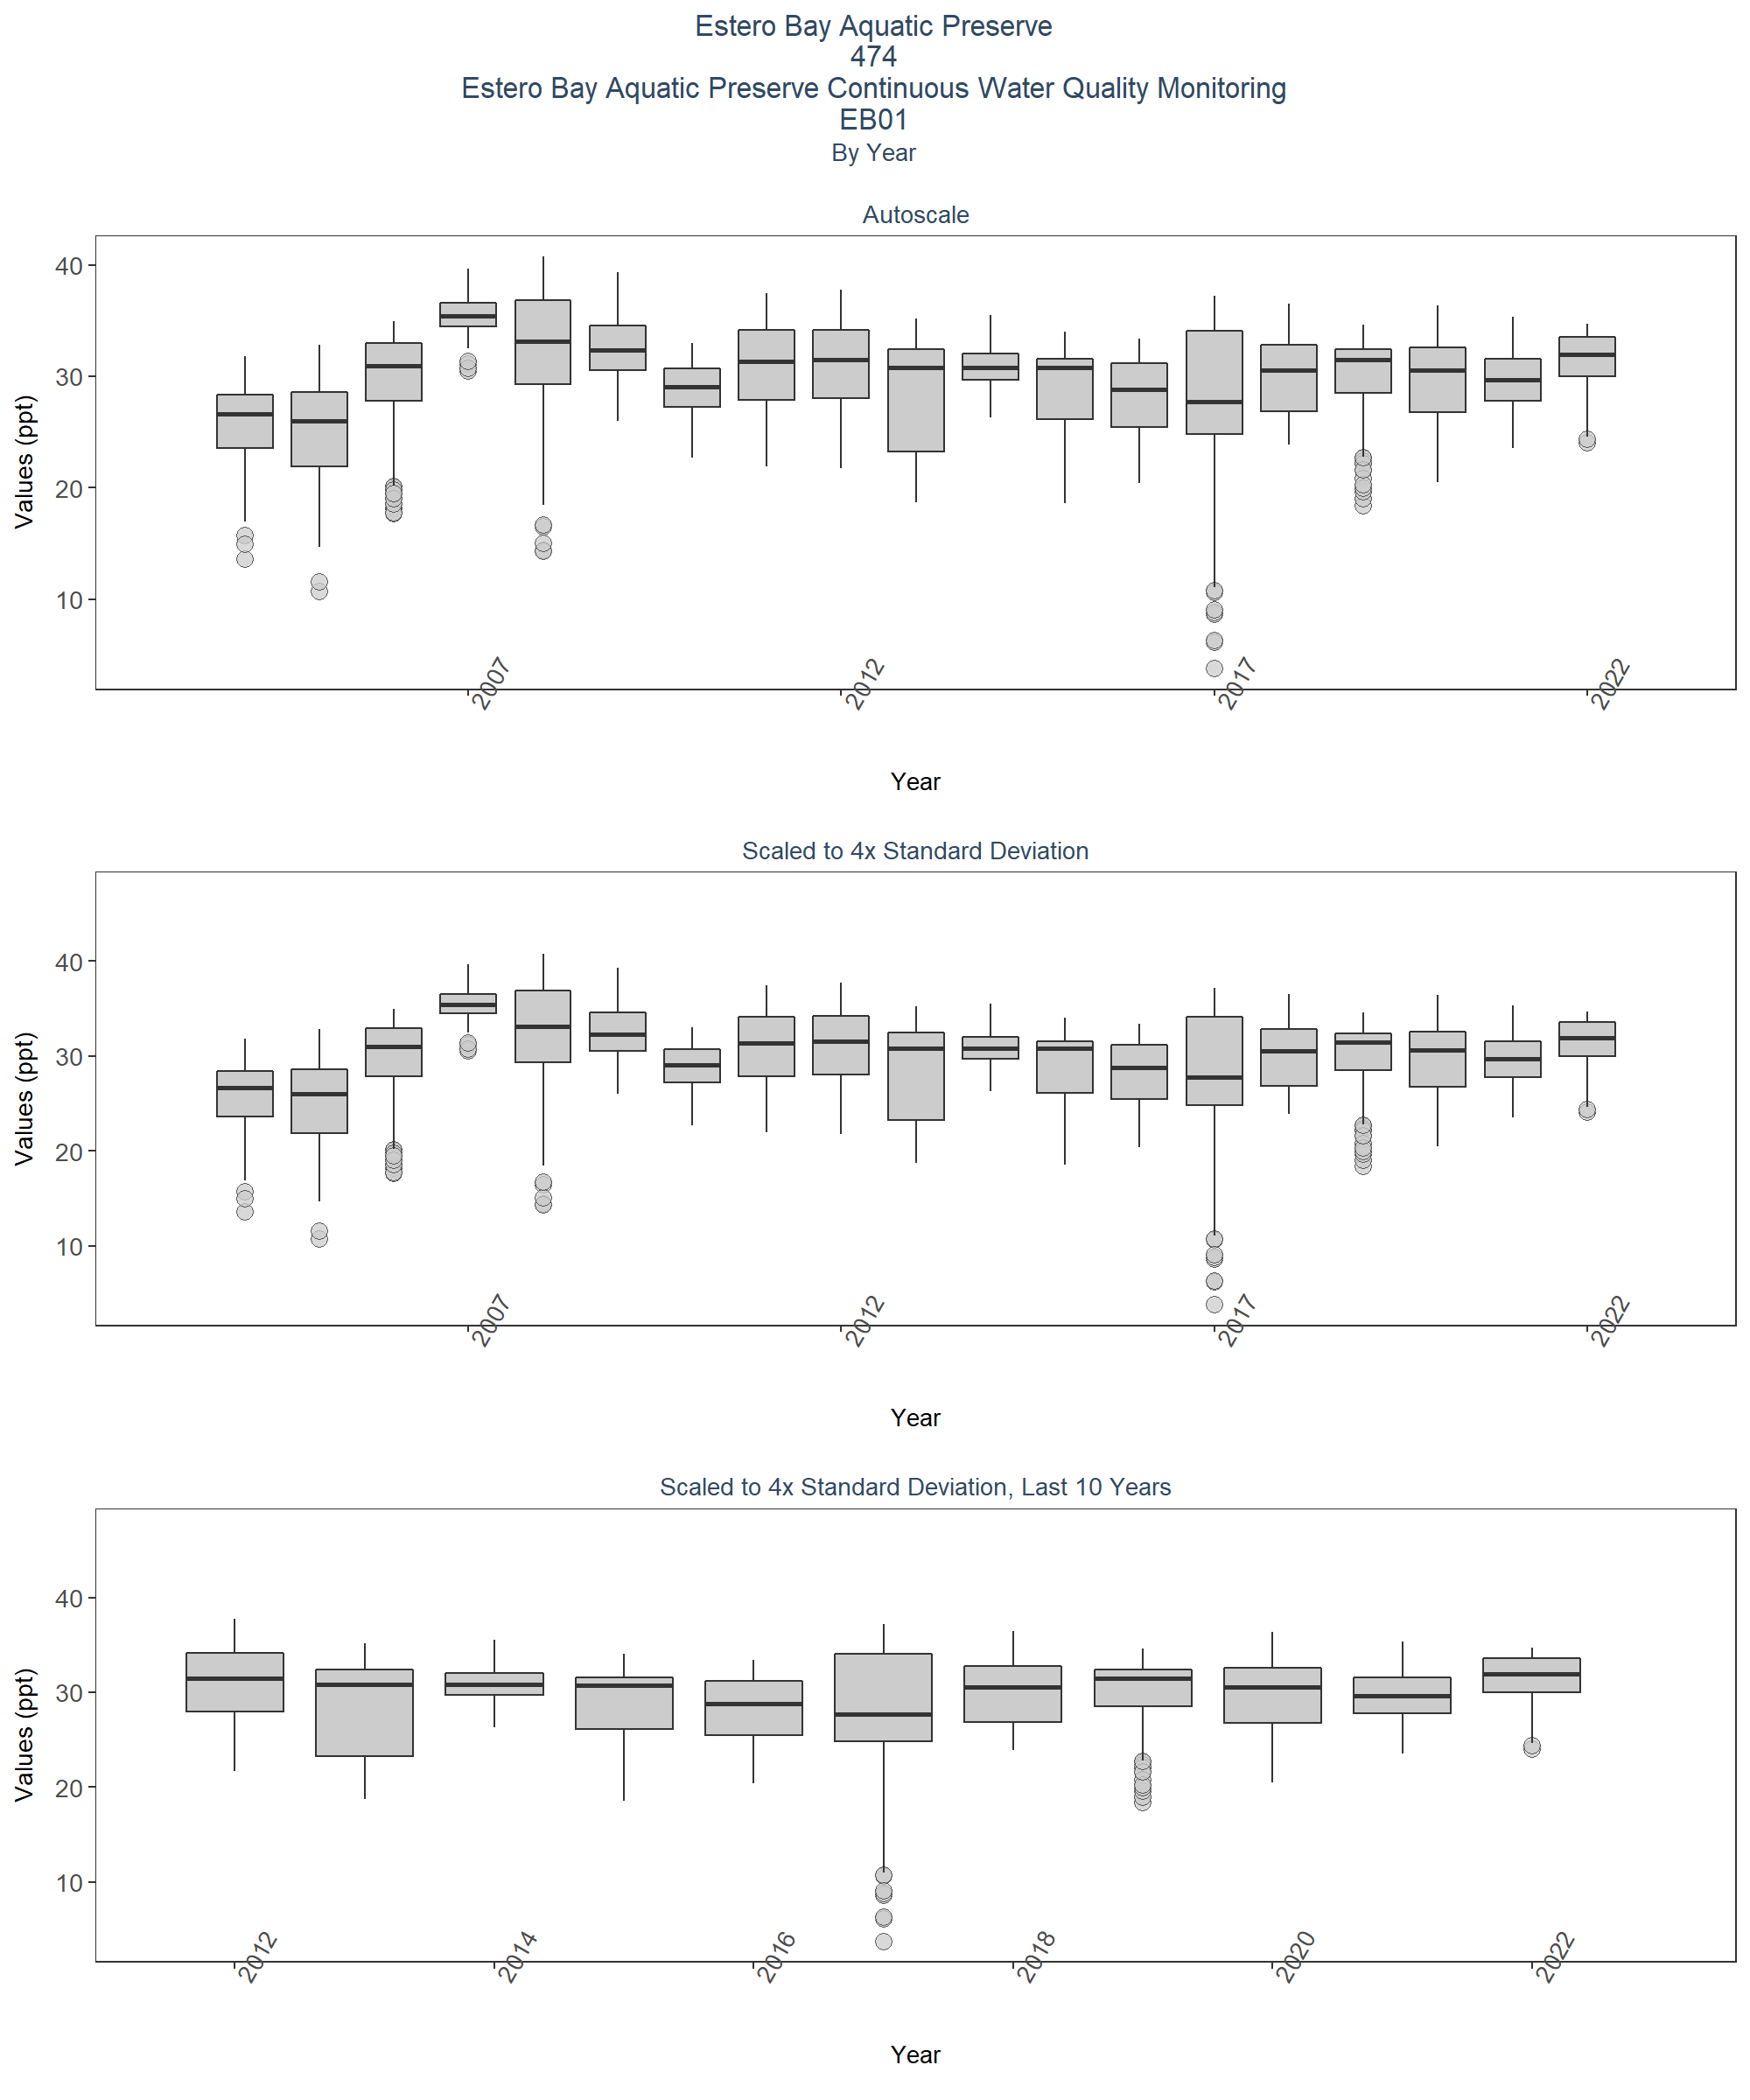 Estero Bay Aquatic Preserve
474
Estero Bay Aquatic Preserve Continuous Water Quality Monitoring
EB01
By Year
Autoscale
Values (ppt)
40
30
20
10
2007
2012
2017
2022
Year
Scaled to 4x Standard Deviation
Values (ppt)
40
30
20
10
2007
2012
2017
2022
Year
Scaled to 4x Standard Deviation, Last 10 Years
Values (ppt)
40
30
20
10
2012
2014
2016
2018
2020
2022
Year